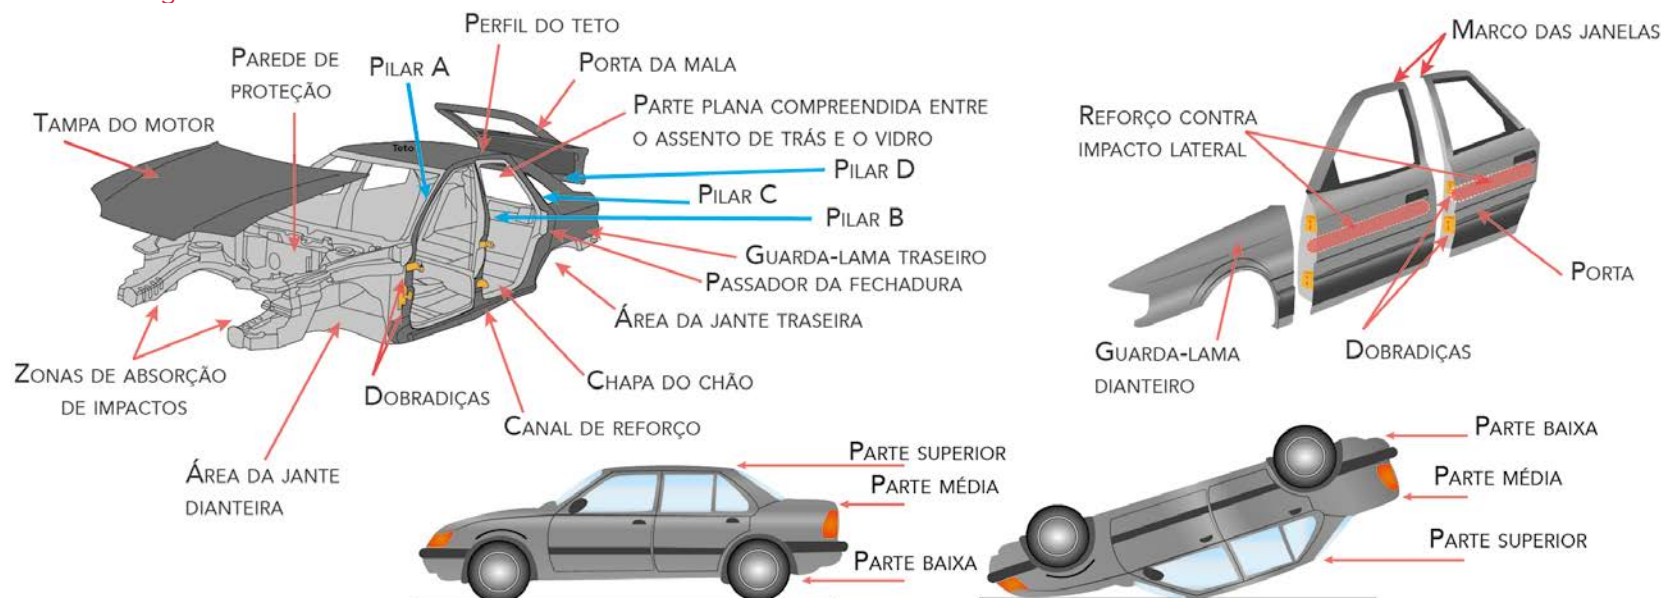 PERFIL DO TETO
PAREDE DE
PROTEÇÃO
PILAR A
PORTA DA MALA
TAMPA DO MOTOR
PARTE PLANA COMPREENDIDA ENTRE
O ASSENTO DE TRÁS E O VIDRO
Teto
PILAR D
PILAR C
PILAR B
GUARDA-LAMA TRASEIRO
PASSADOR DA FECHADURA
ÁREA DA JANTE TRASEIRA
ZONAS DE ABSORÇÃO
DE IMPACTOS
DOBRADIÇAS
CHAPA DO CHÃO
CANAL DE REFORÇO
ÁREA DA JANTE
DIANTEIRA
MARCO DAS JANELAS
REFORÇO CONTRA
IMPACTO LATERAL
PORTA
GUARDA-LAMA
DIANTEIRO
DOBRADIÇAS
PARTE SUPERIOR
PARTE MÉDIA
PARTE BAIXA
PARTE BAIXA
PARTE MÉDIA
PARTE SUPERIOR